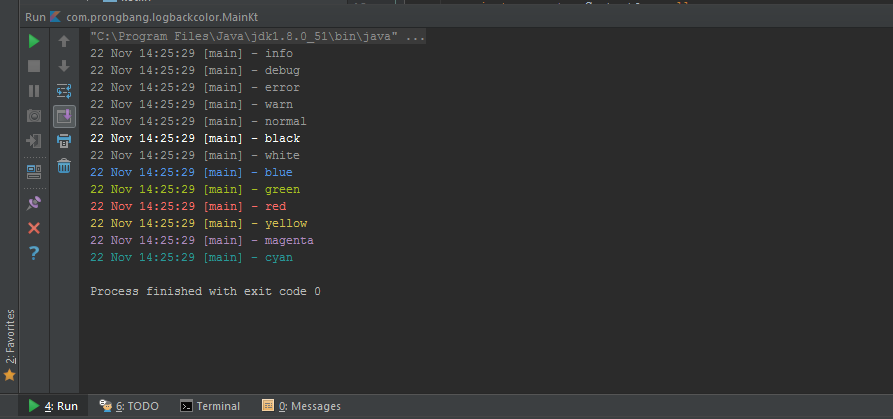 Run com.prongbang.logbackcolor.MainKt
"C:\Program Files\Java\jdk1.8.0_51\bin\java" ...
22 Nov 14:25:29 [main] - info
22 Nov 14:25:29 [main] - debug
22 Nov 14:25:29 [main] - error
22 Nov 14:25:29 [main] - warn
22 Nov 14:25:29 [main] - normal
22 Nov 14:25:29 [main] - black
22 Nov 14:25:29 [main] - white
22 Nov 14:25:29 [main] - blue
22 Nov 14:25:29 [main] - green
22 Nov 14:25:29 [main] - red
22 Nov 14:25:29 [main] - yellow
22 Nov 14:25:29 [main] - magenta
22 Nov 14:25:29 [main] - cyan
Process finished with exit code 0
2: Favorites
4: Run 6: TODO Terminal 0: Messages